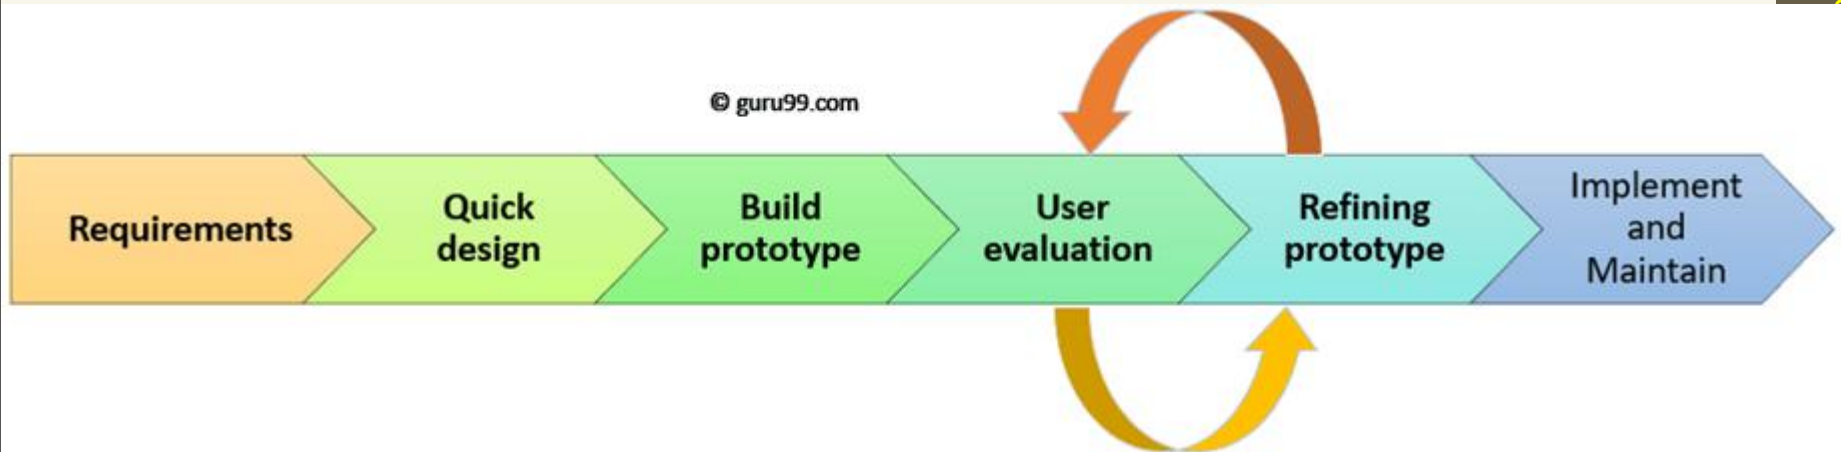 © guru99.com
Requirements
Quick
design
Build
prototype
User
evaluation
Refining
prototype
Implement
and
Maintain